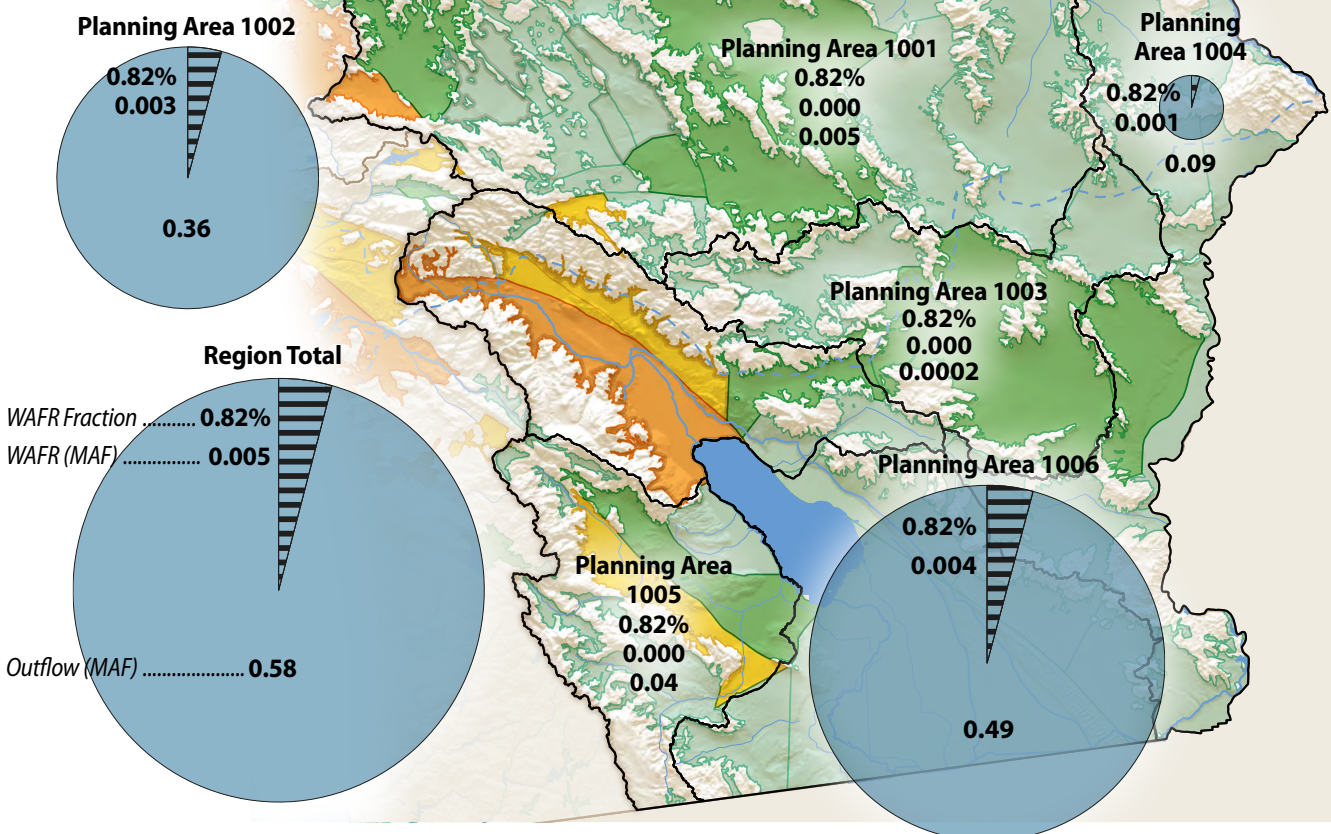 Planning Area 1002
0.82%
0.003
0.36
Planning Area 1001
0.82%
0.000
0.005
Planning
Area 1004
0.82%
0.001
0.09
Planning Area 1003
0.82%
0.000
0.0002
Region Total
WAFR Fraction ........... 0.82%
WAFR (MAF) ............... 0.005
Outflow (MAF) .................... 0.58
Planning Area
1005
0.82%
0.000
0.04
Planning Area 1006
0.82%
0.004
0.49